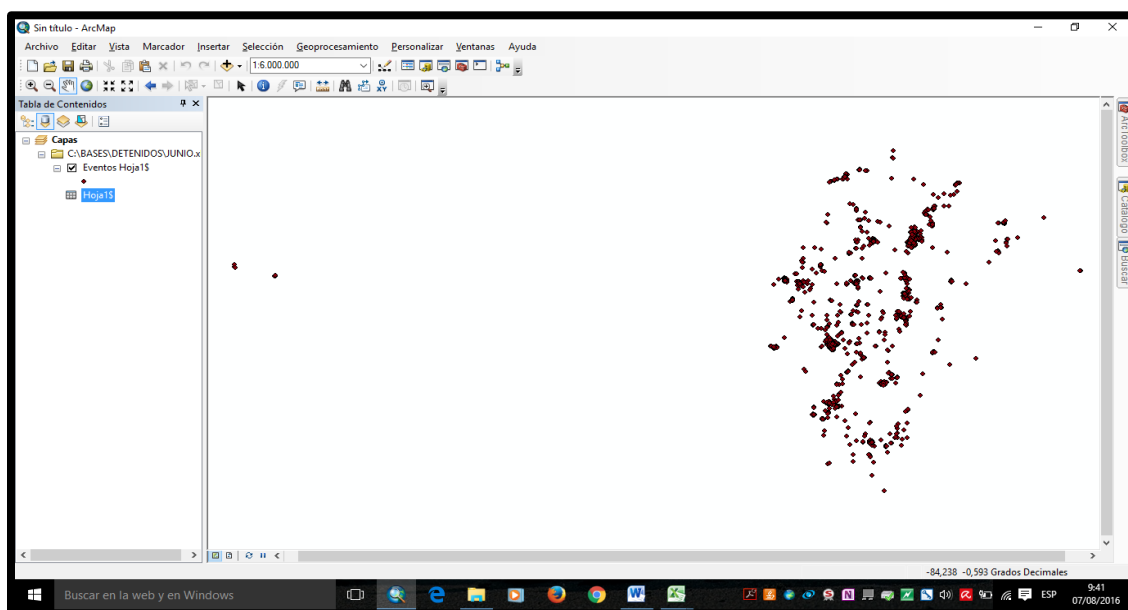 Sin título - ArcMap
Archivo Editar Vista Marcador Insertar Selección Geoprocesamiento Personalizar Ventanas Ayuda
1:6.000.000
Tabla de Contenidos
Capas
C:\BASES\DETENIDOS\JUNIO.x
Eventos Hoja1$
Hoja1$
ArcToolbox
Catálogo
Buscar
-84,238 -0,593 Grados Decimales
Buscar en la web y en Windows
ESP
9:41
07/08/2016